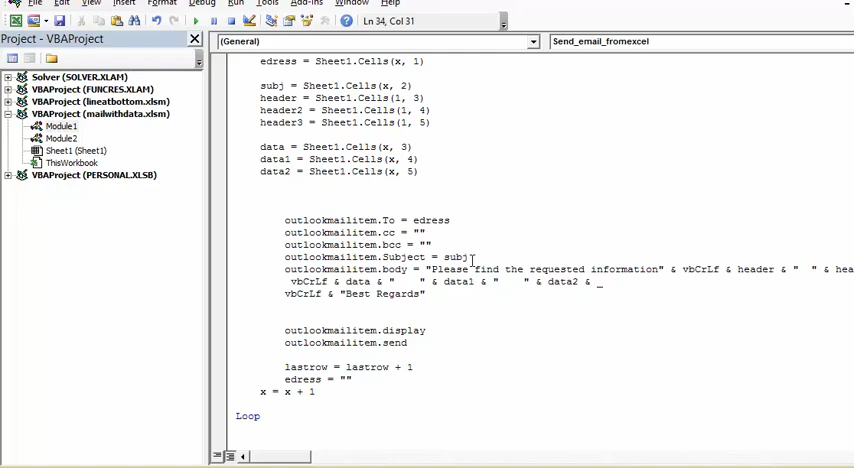 File Edit View Insert Format Debug Run Tools Add-Ins Window Help
Ln 34, Col 31
Project - VBAProject
Solver (SOLVER.XLAM)
VBAProject (FUNCRES.XLAM)
VBAProject (lineatbottom.xlsm)
VBAProject (mailwithdata.xlsm)
Module1
Module2
Sheet1 (Sheet1)
ThisWorkbook
VBAProject (PERSONAL.XLSB)
(General)
Send_email_fromexcel
edress = Sheet1.Cells(x, 1)
subj = Sheet1.Cells(x, 2)
header = Sheet1.Cells(1, 3)
header2 = Sheet1.Cells(1, 4)
header3 = Sheet1.Cells(1, 5)
data = Sheet1.Cells(x, 3)
data1 = Sheet1.Cells(x, 4)
data2 = Sheet1.Cells(x, 5)
outlookmailitem.To = edress
outlookmailitem.cc = ""
outlookmailitem.bcc = ""
outlookmailitem.Subject = subj
outlookmailitem.body = "Please find the requested information" & vbCrLf & header & "  " & hea
vbCrLf & data & "    " & data1 & "    " & data2 & _
vbCrLf & "Best Regards"
outlookmailitem.display
outlookmailitem.send
lastrow = lastrow + 1
edress = ""
x = x + 1
Loop